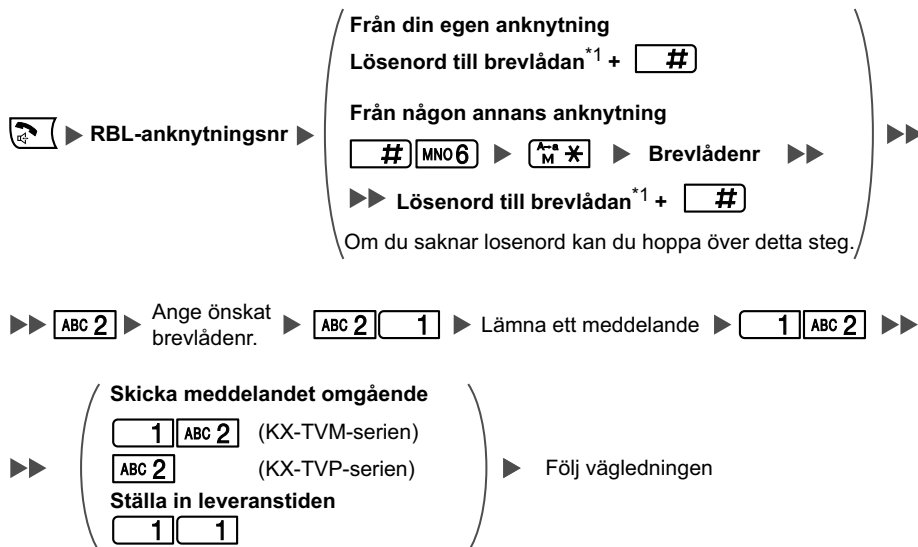 Från din egen anknytning
Lösenord till brevlådan*1 + #
Från någon annans anknytning
RBL-anknytningsnr
# MNO 6 A↔a M * Brevlådenr
Lösenord till brevlådan*1 + #
Om du saknar losenord kan du hoppa över detta steg.
ABC 2 Ange önskat
brevlådenr. ABC 2 1 Lämna ett meddelande 1 ABC 2
Skicka meddelandet omgående
1 ABC 2 (KX-TVM-serien)
ABC 2 (KX-TVP-serien) Följ vägledningen
Ställa in leveranstiden
1 1